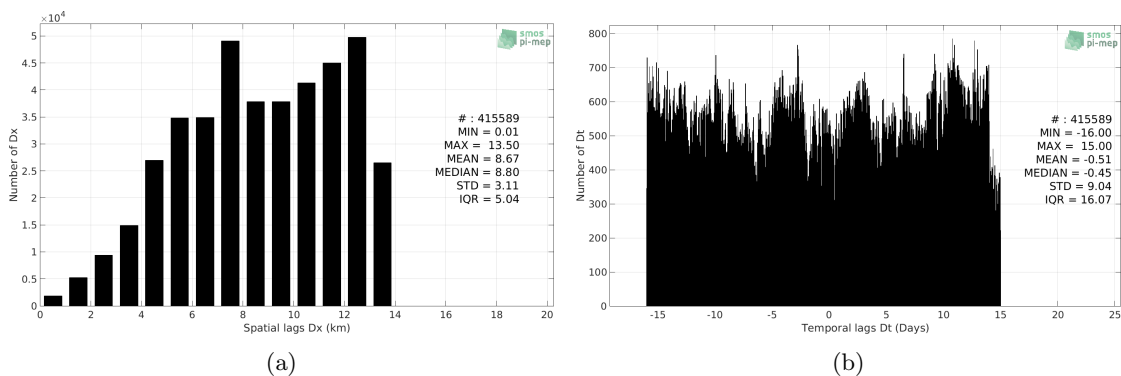 ×10⁴
5
4.5
4
3.5
3
2.5
2
1.5
1
0.5
0
Number of Dx
0 2 4 6 8 10 12 14 16 18 20
Spatial lags Dx (km)
smos
pi-mep
# : 415589
MIN = 0.01
MAX = 13.50
MEAN = 8.67
MEDIAN = 8.80
STD = 3.11
IQR = 5.04
(a)
800
700
600
500
400
300
200
100
0
Number of Dt
-15 -10 -5 0 5 10 15 20 25
Temporal lags Dt (Days)
smos
pi-mep
# : 415589
MIN = -16.00
MAX = 15.00
MEAN = -0.51
MEDIAN = -0.45
STD = 9.04
IQR = 16.07
(b)